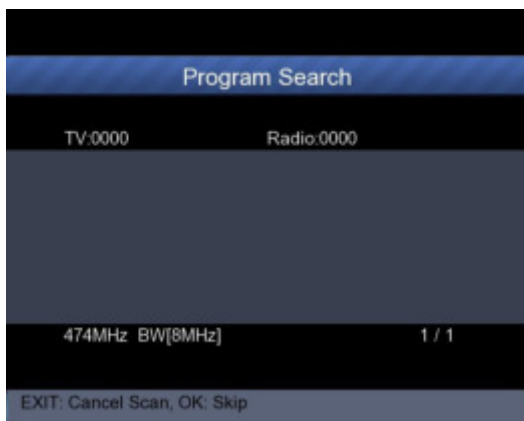 Program Search
TV:0000 Radio:0000
474MHz BW[8MHz] 1 / 1
EXIT: Cancel Scan, OK: Skip